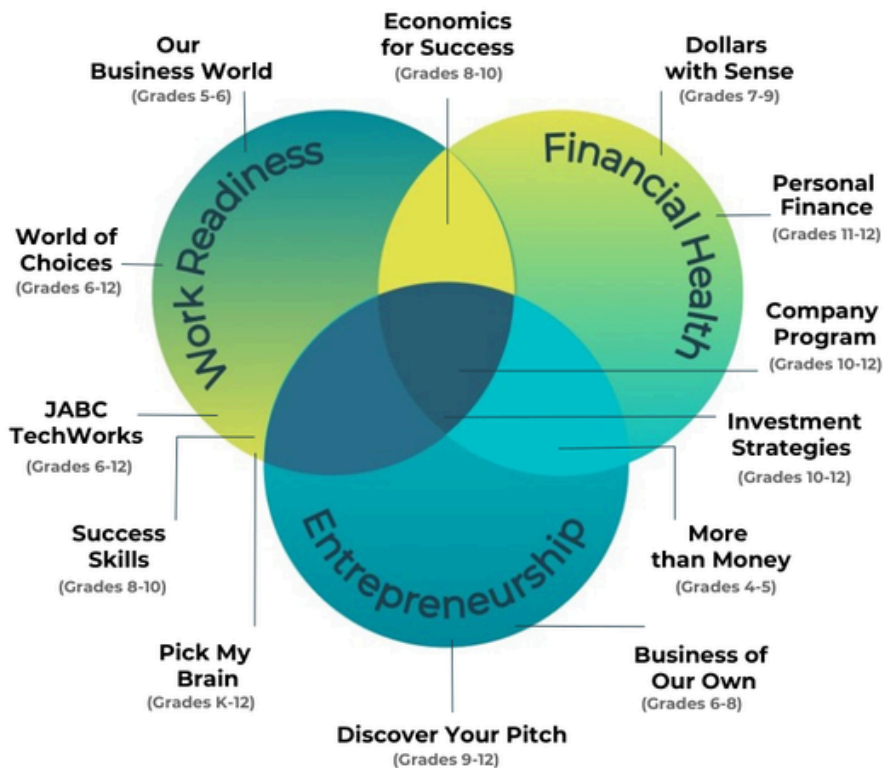 Economics
for Success
(Grades 8-10)
Our
Business World
(Grades 5-6)
Dollars
with Sense
(Grades 7-9)
Work Readiness
Financial Health
Personal
Finance
(Grades 11-12)
World of
Choices
(Grades 6-12)
Company
Program
(Grades 10-12)
JABC
TechWorks
(Grades 6-12)
Investment
Strategies
(Grades 10-12)
Success
Skills
(Grades 8-10)
Entrepreneurship
More
than Money
(Grades 4-5)
Pick My
Brain
(Grades K-12)
Business of
Our Own
(Grades 6-8)
Discover Your Pitch
(Grades 9-12)